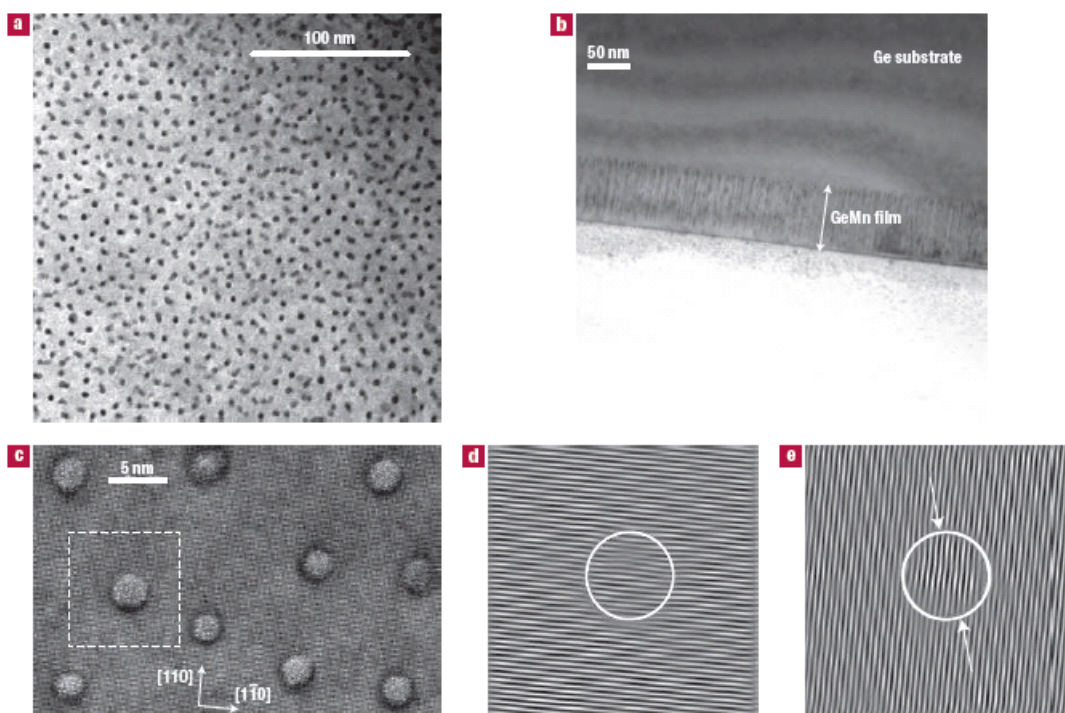 a
100 nm
b
50 nm
Ge substrate
GeMn film
c
5 nm
[110]
[11̄0]
d
e